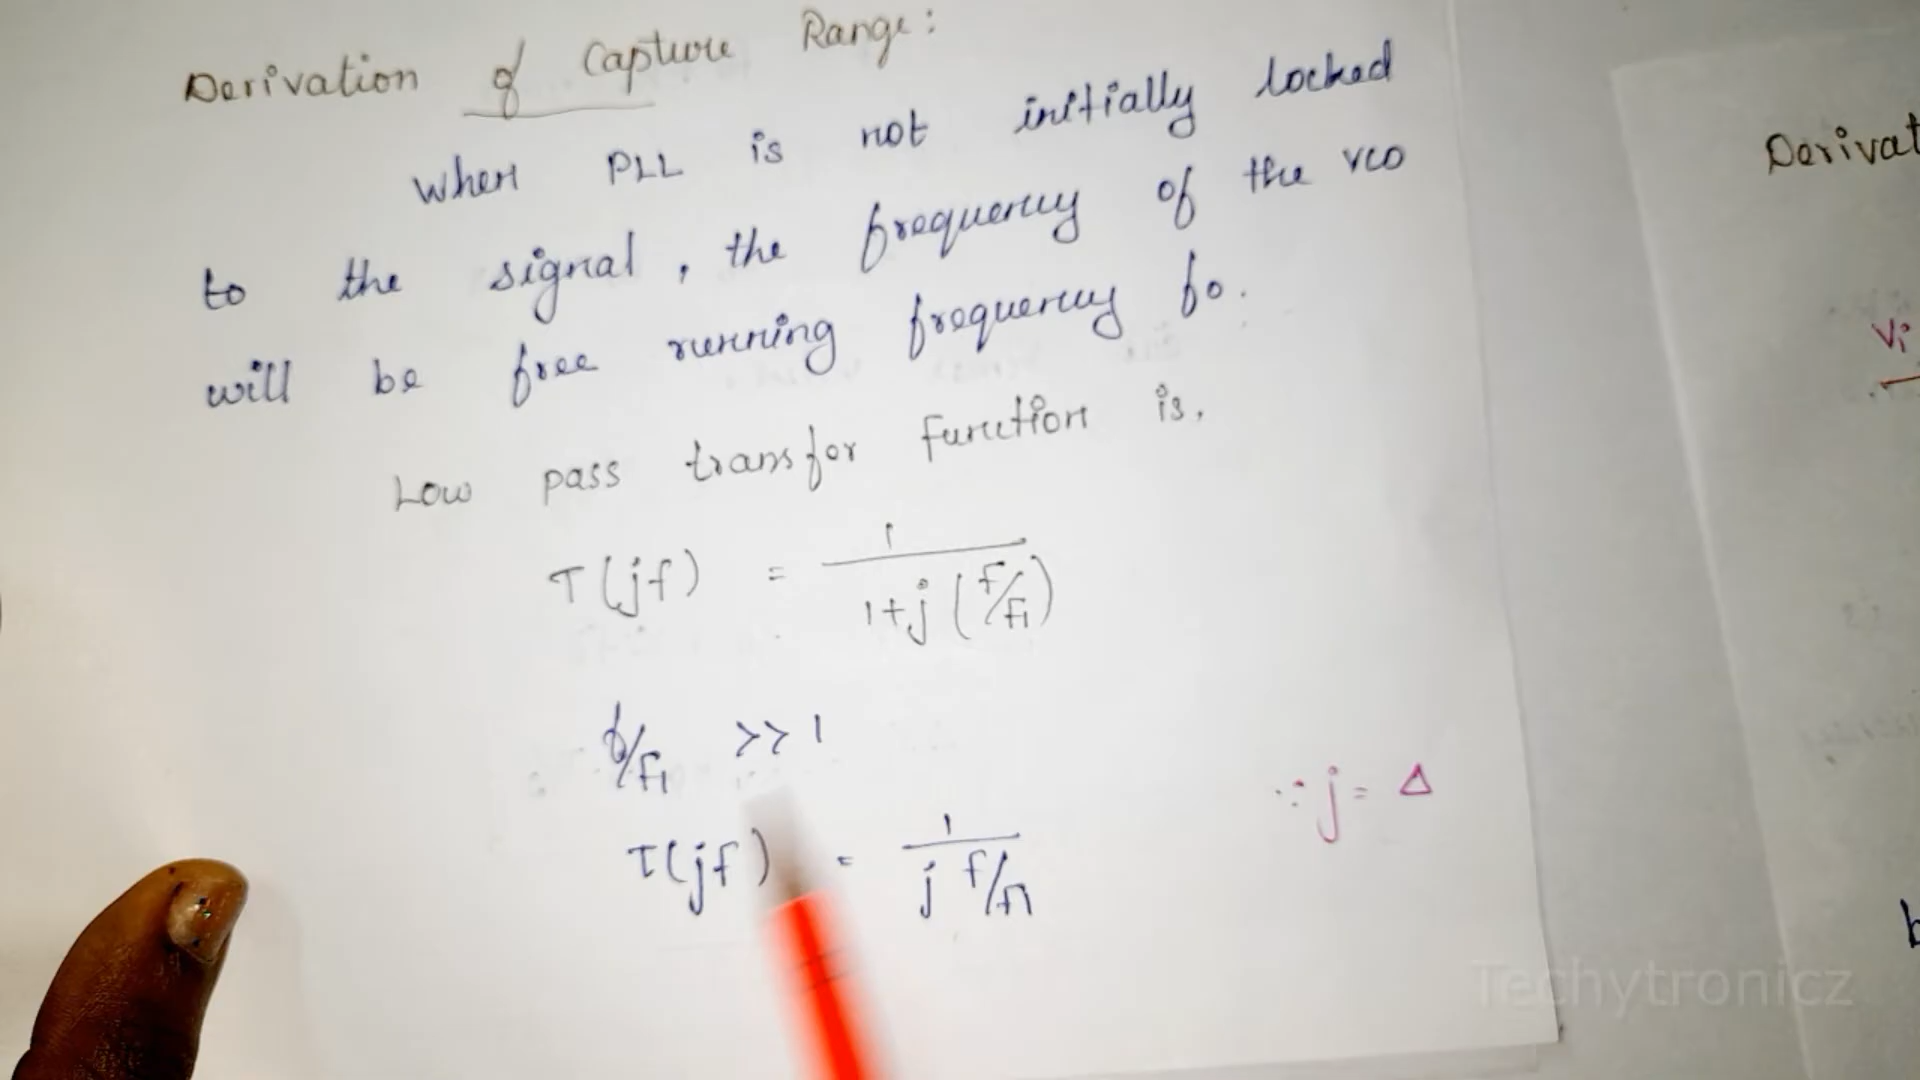 Derivation of Capture Range:
When PLL is not initially locked
to the signal, the frequency of the VCO
will be free running frequency fo.
Low pass transfor Function is,
T(jf) = 1 / 1+j (f/f1)
f/f1 >> 1
T(jf) = 1 / j f/f1
∵ j = Δ
Derivat
Vi
b
Techytronicz